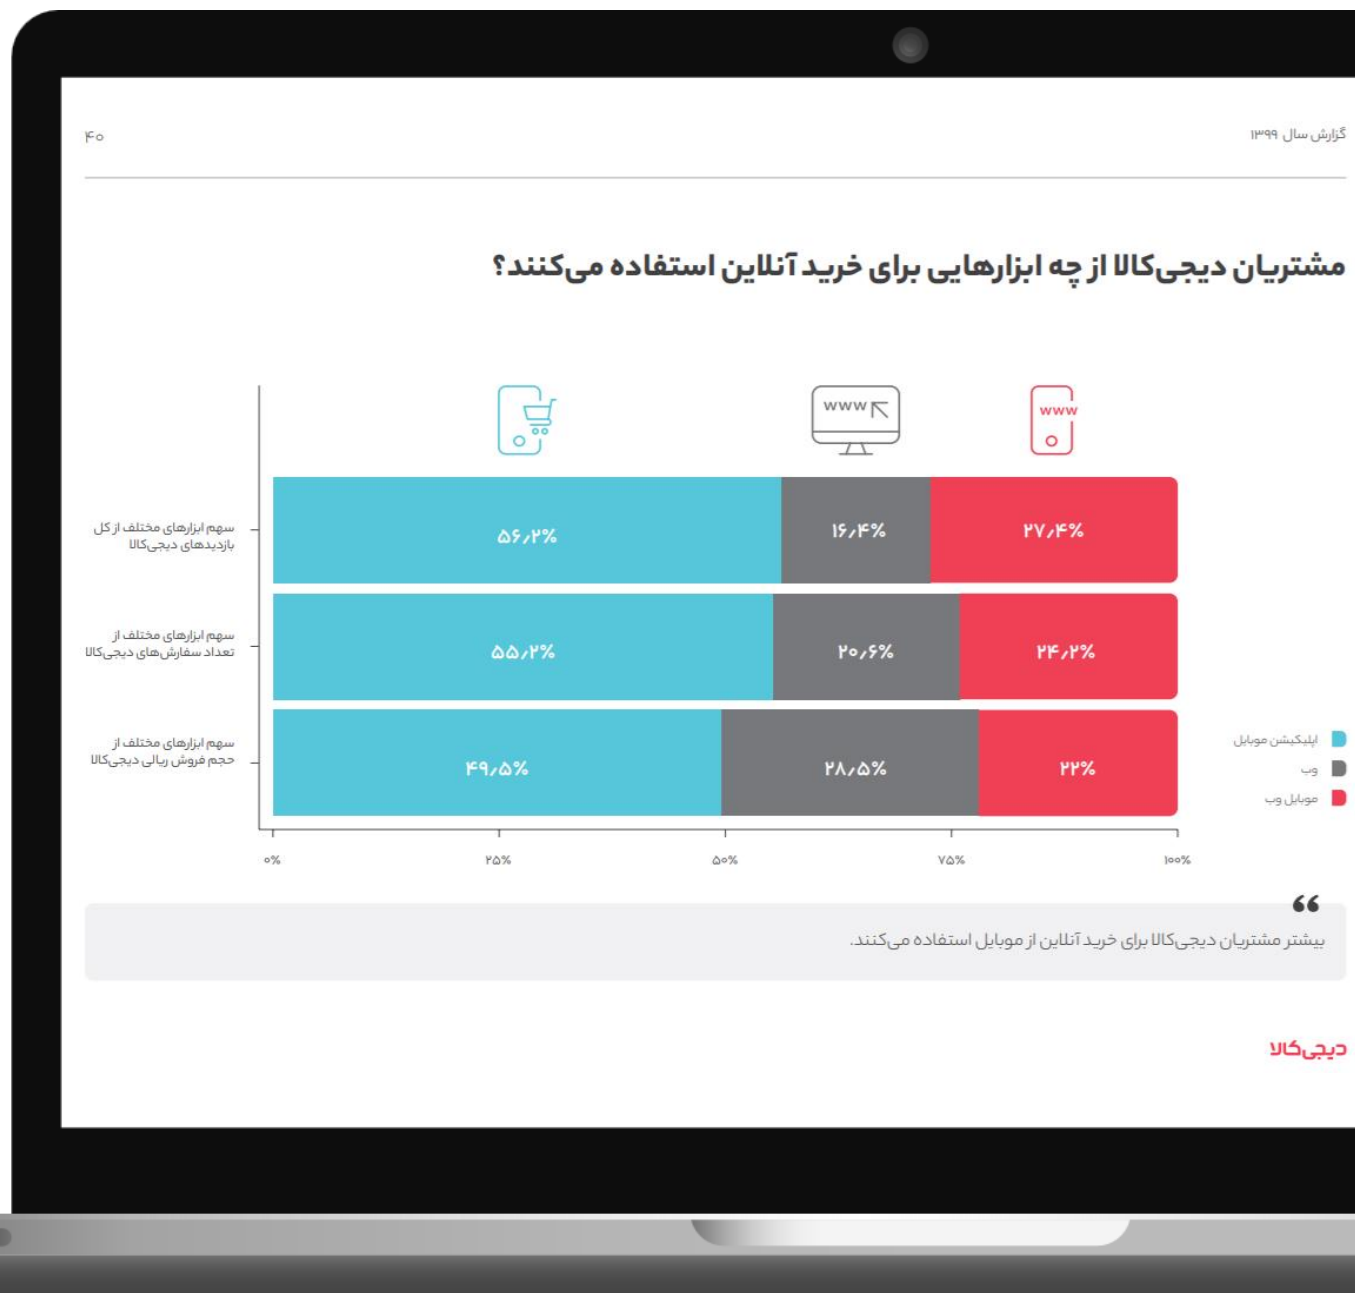 گزارش سال ۱۳۹۹
۴۰
مشتریان دیجی‌کالا از چه ابزارهایی برای خرید آنلاین استفاده می‌کنند؟
www
www
سهم ابزارهای مختلف از کل
بازدیدهای دیجی‌کالا
۵۶٫۲%
۱۶٫۴%
۲۷٫۴%
سهم ابزارهای مختلف از
تعداد سفارش‌های دیجی‌کالا
۵۵٫۲%
۲۰٫۶%
۲۴٫۲%
سهم ابزارهای مختلف از
حجم فروش ریالی دیجی‌کالا
۴۹٫۵%
۲۸٫۵%
۲۲%
اپلیکیشن موبایل
وب
موبایل وب
۰%
۲۵%
۵۰%
۷۵%
۱۰۰%
“
بیشتر مشتریان دیجی‌کالا برای خرید آنلاین از موبایل استفاده می‌کنند.
دیجی‌کالا